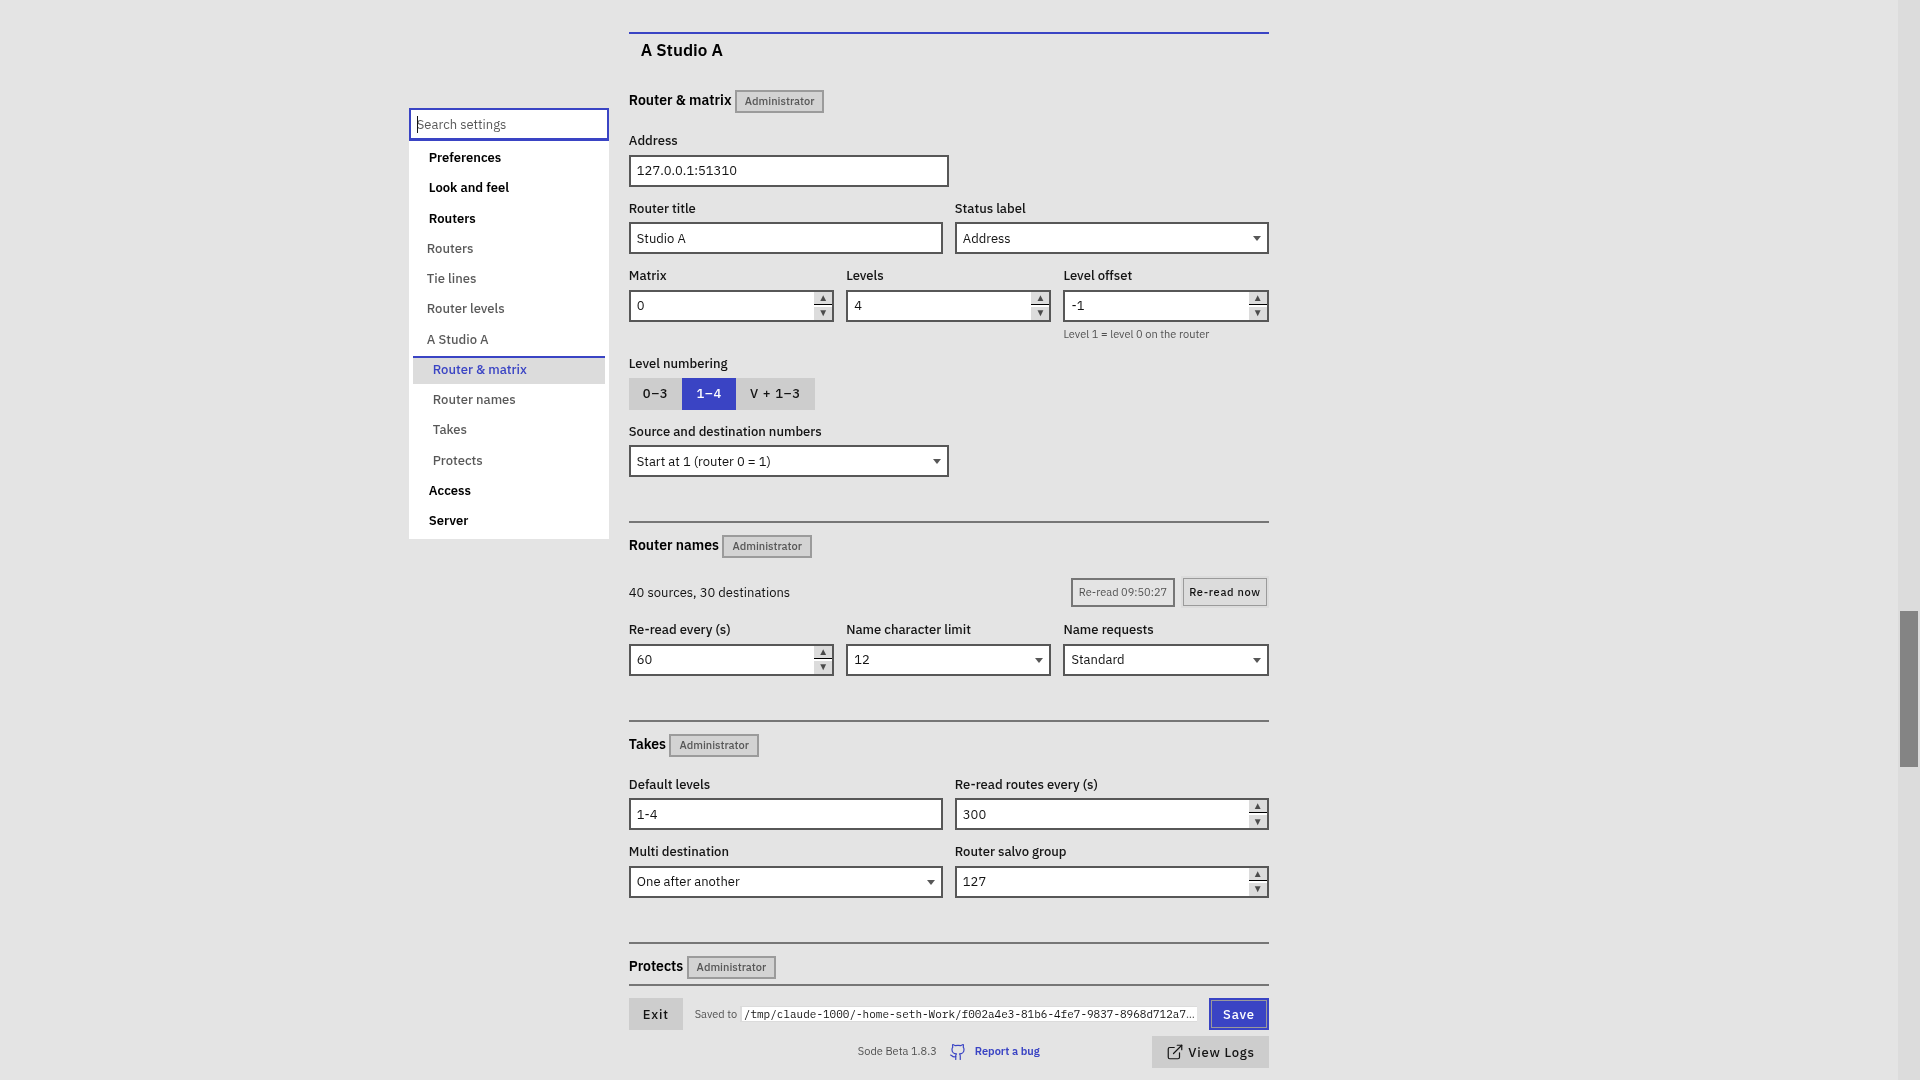 A Studio A
Router & matrix Administrator
Search settings
Preferences
Look and feel
Routers
Routers
Tie lines
Router levels
A Studio A
Router & matrix
Router names
Takes
Protects
Access
Server
Address
127.0.0.1:51310
Router title
Status label
Studio A
Address
Matrix
Levels
Level offset
0
4
-1
Level 1 = level 0 on the router
Level numbering
0–3
1–4
V + 1–3
Source and destination numbers
Start at 1 (router 0 = 1)
Router names Administrator
40 sources, 30 destinations
Re-read 09:50:27
Re-read now
Re-read every (s)
Name character limit
Name requests
60
12
Standard
Takes Administrator
Default levels
Re-read routes every (s)
1-4
300
Multi destination
Router salvo group
One after another
127
Protects Administrator
Exit
Saved to /tmp/claude-1000/-home-seth-Work/f002a4e3-81b6-4fe7-9837-8968d712a7…
Save
Sode Beta 1.8.3
Report a bug
View Logs